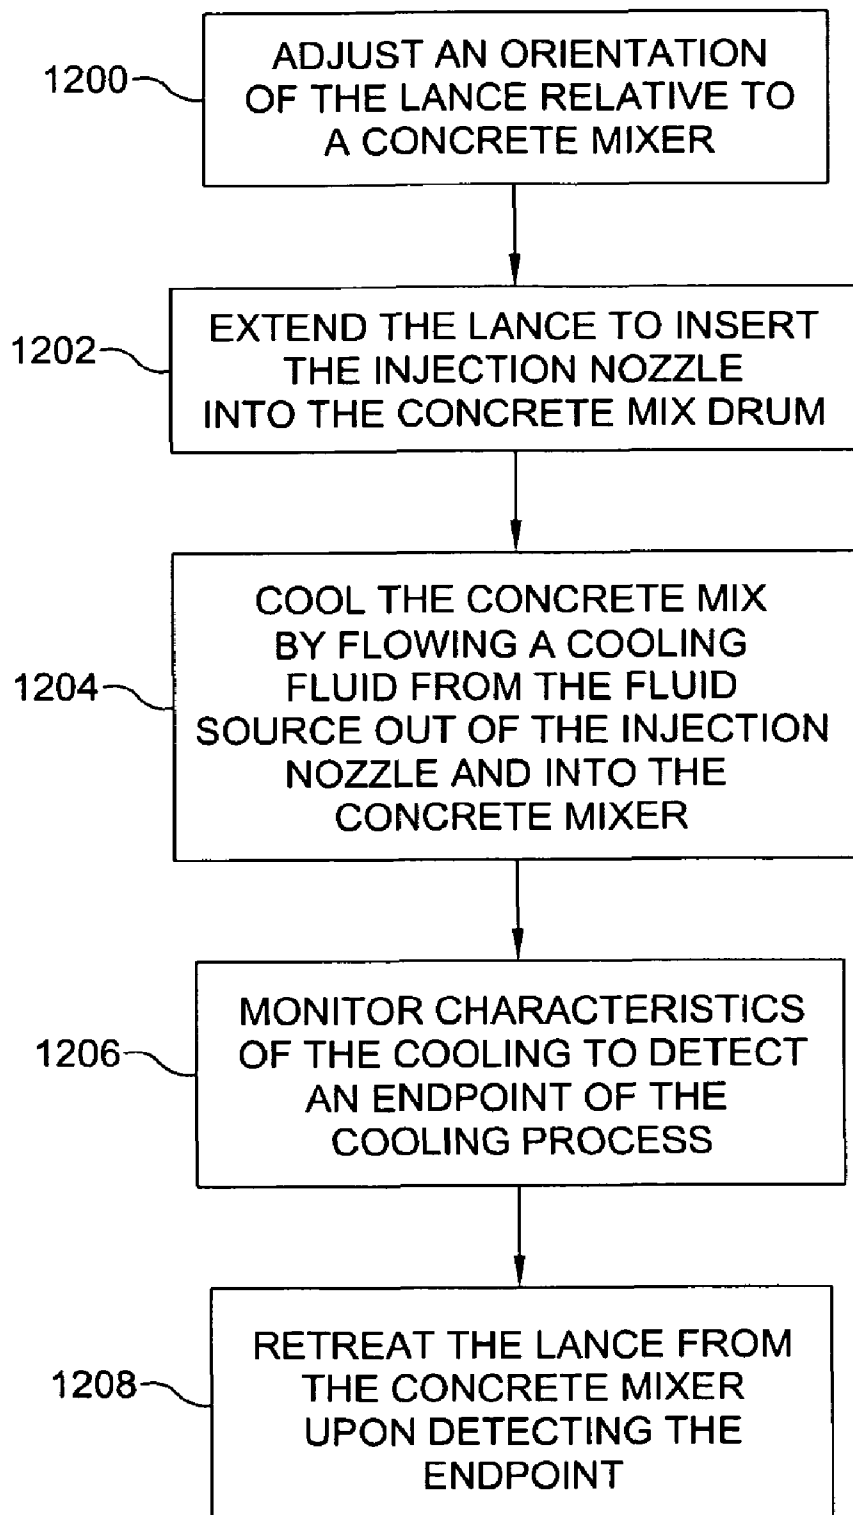 1200
ADJUST AN ORIENTATION
OF THE LANCE RELATIVE TO
A CONCRETE MIXER
1202
EXTEND THE LANCE TO INSERT
THE INJECTION NOZZLE
INTO THE CONCRETE MIX DRUM
1204
COOL THE CONCRETE MIX
BY FLOWING A COOLING
FLUID FROM THE FLUID
SOURCE OUT OF THE INJECTION
NOZZLE AND INTO THE
CONCRETE MIXER
1206
MONITOR CHARACTERISTICS
OF THE COOLING TO DETECT
AN ENDPOINT OF THE
COOLING PROCESS
1208
RETREAT THE LANCE FROM
THE CONCRETE MIXER
UPON DETECTING THE
ENDPOINT